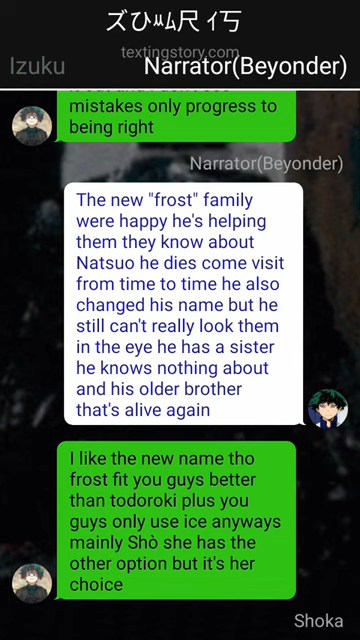 ズひµム尺 イ丂
textingstory.com
Izuku
Narrator(Beyonder)
mistakes only progress to
being right
Narrator(Beyonder)
The new "frost" family
were happy he's helping
them they know about
Natsuo he dies come visit
from time to time he also
changed his name but he
still can't really look them
in the eye he has a sister
he knows nothing about
and his older brother
that's alive again
I like the new name tho
frost fit you guys better
than todoroki plus you
guys only use ice anyways
mainly Shò she has the
other option but it's her
choice
Shoka